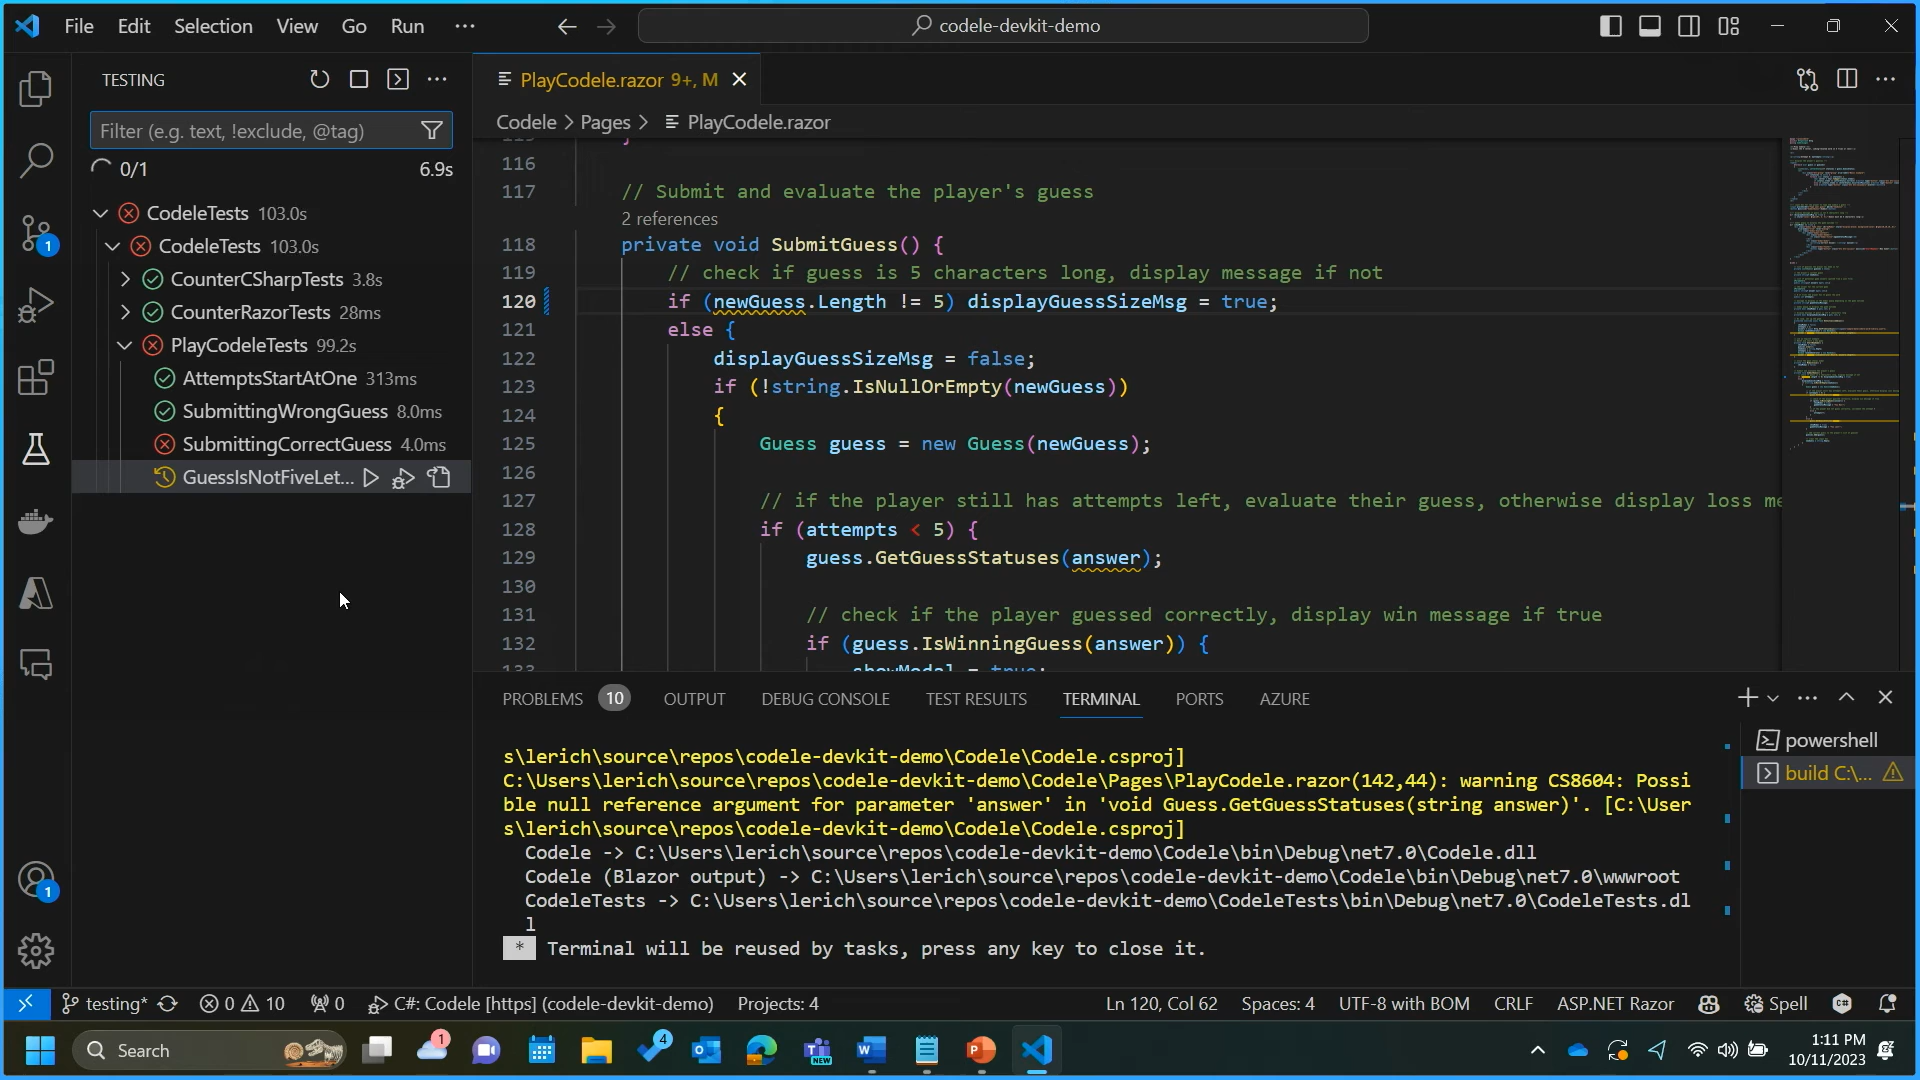 File Edit Selection View Go Run ···
codele-devkit-demo
TESTING
Filter (e.g. text, !exclude, @tag)
0/1 6.9s
CodeleTests 103.0s
CodeleTests 103.0s
CounterCSharpTests 3.8s
CounterRazorTests 28ms
PlayCodeleTests 99.2s
AttemptsStartAtOne 313ms
SubmittingWrongGuess 8.0ms
SubmittingCorrectGuess 4.0ms
GuessIsNotFiveLet...
1
1
PlayCodele.razor 9+, M
Codele > Pages > PlayCodele.razor
116
117 // Submit and evaluate the player's guess
2 references
118 private void SubmitGuess() {
119 // check if guess is 5 characters long, display message if not
120 if (newGuess.Length != 5) displayGuessSizeMsg = true;
121 else {
122 displayGuessSizeMsg = false;
123 if (!string.IsNullOrEmpty(newGuess))
124 {
125 Guess guess = new Guess(newGuess);
126
127 // if the player still has attempts left, evaluate their guess, otherwise display loss me
128 if (attempts < 5) {
129 guess.GetGuessStatuses(answer);
130
131 // check if the player guessed correctly, display win message if true
132 if (guess.IsWinningGuess(answer)) {
133 showModal = true;
PROBLEMS 10 OUTPUT DEBUG CONSOLE TEST RESULTS TERMINAL PORTS AZURE
s\lerich\source\repos\codele-devkit-demo\Codele\Codele.csproj]
C:\Users\lerich\source\repos\codele-devkit-demo\Codele\Pages\PlayCodele.razor(142,44): warning CS8604: Possi
ble null reference argument for parameter 'answer' in 'void Guess.GetGuessStatuses(string answer)'. [C:\User
s\lerich\source\repos\codele-devkit-demo\Codele\Codele.csproj]
Codele -> C:\Users\lerich\source\repos\codele-devkit-demo\Codele\bin\Debug\net7.0\Codele.dll
Codele (Blazor output) -> C:\Users\lerich\source\repos\codele-devkit-demo\Codele\bin\Debug\net7.0\wwwroot
CodeleTests -> C:\Users\lerich\source\repos\codele-devkit-demo\CodeleTests\bin\Debug\net7.0\CodeleTests.dl
l
* Terminal will be reused by tasks, press any key to close it.
powershell
build C:\...
testing* 0 10 0 C#: Codele [https] (codele-devkit-demo) Projects: 4 Ln 120, Col 62 Spaces: 4 UTF-8 with BOM CRLF ASP.NET Razor Spell
Search 1 4 NEW
1:11 PM
10/11/2023